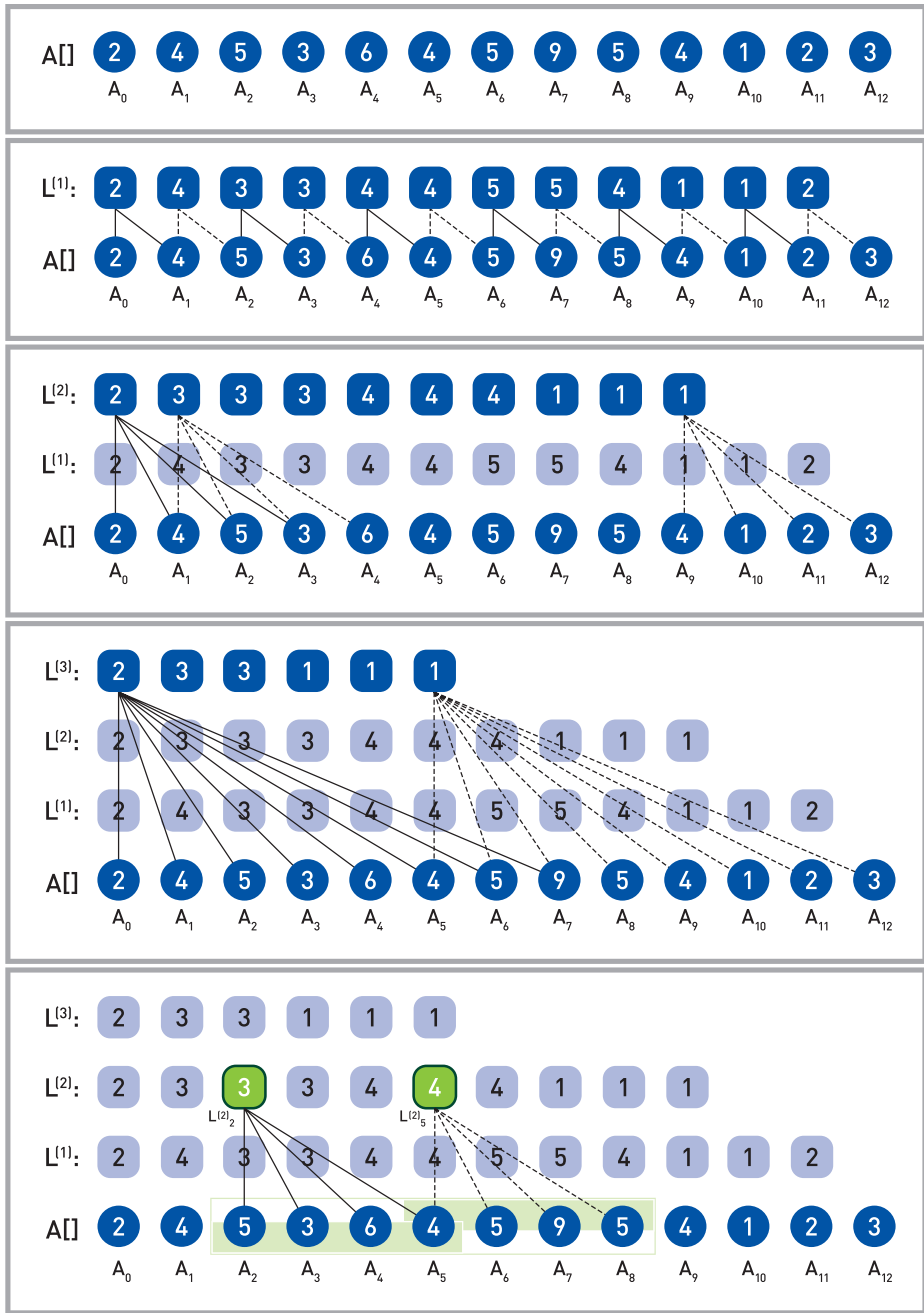 A[] 2 4 5 3 6 4 5 9 5 4 1 2 3
A₀ A₁ A₂ A₃ A₄ A₅ A₆ A₇ A₈ A₉ A₁₀ A₁₁ A₁₂
L⁽¹⁾: 2 4 3 3 4 4 5 5 4 1 1 2
A[] 2 4 5 3 6 4 5 9 5 4 1 2 3
A₀ A₁ A₂ A₃ A₄ A₅ A₆ A₇ A₈ A₉ A₁₀ A₁₁ A₁₂
L⁽²⁾: 2 3 3 3 4 4 4 1 1 1
L⁽¹⁾: 2 4 3 3 4 4 5 5 4 1 1 2
A[] 2 4 5 3 6 4 5 9 5 4 1 2 3
A₀ A₁ A₂ A₃ A₄ A₅ A₆ A₇ A₈ A₉ A₁₀ A₁₁ A₁₂
L⁽³⁾: 2 3 3 1 1 1
L⁽²⁾: 2 3 3 3 4 4 4 1 1 1
L⁽¹⁾: 2 4 3 3 4 4 5 5 4 1 1 2
A[] 2 4 5 3 6 4 5 9 5 4 1 2 3
A₀ A₁ A₂ A₃ A₄ A₅ A₆ A₇ A₈ A₉ A₁₀ A₁₁ A₁₂
L⁽³⁾: 2 3 3 1 1 1
L⁽²⁾: 2 3 3 3 4 4 4 1 1 1
L⁽²⁾₂ L⁽²⁾₅
L⁽¹⁾: 2 4 3 3 4 4 5 5 4 1 1 2
A[] 2 4 5 3 6 4 5 9 5 4 1 2 3
A₀ A₁ A₂ A₃ A₄ A₅ A₆ A₇ A₈ A₉ A₁₀ A₁₁ A₁₂